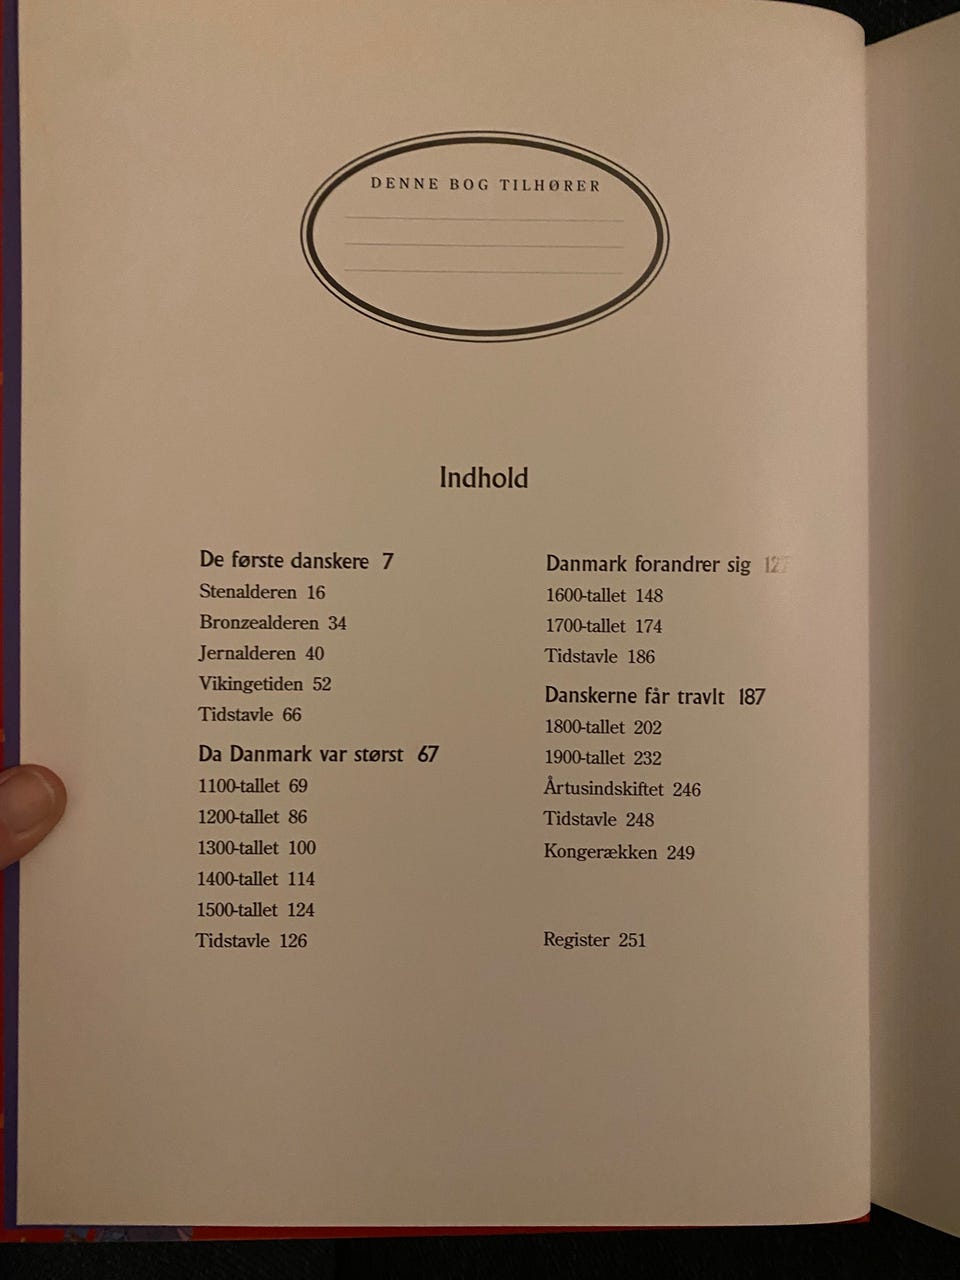 DENNE BOG TILHØRER
Indhold
De første danskere 7
Stenalderen 16
Bronzealderen 34
Jernalderen 40
Vikingetiden 52
Tidstavle 66
Da Danmark var størst 67
1100-tallet 69
1200-tallet 86
1300-tallet 100
1400-tallet 114
1500-tallet 124
Tidstavle 126
Danmark forandrer sig 127
1600-tallet 148
1700-tallet 174
Tidstavle 186
Danskerne får travlt 187
1800-tallet 202
1900-tallet 232
Årtusindskiftet 246
Tidstavle 248
Kongerækken 249
Register 251